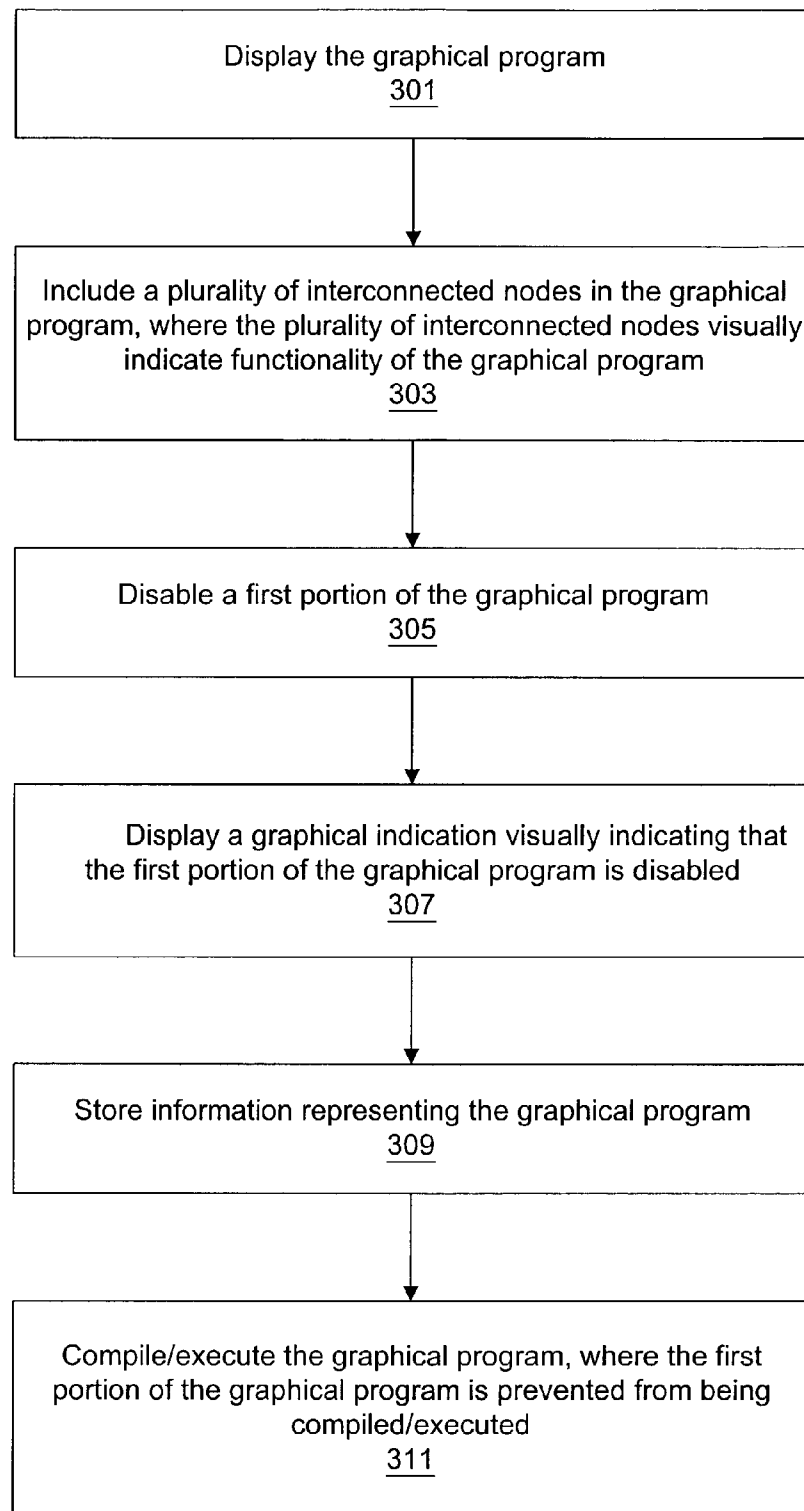 Display the graphical program
301
Include a plurality of interconnected nodes in the graphical
program, where the plurality of interconnected nodes visually
indicate functionality of the graphical program
303
Disable a first portion of the graphical program
305
Display a graphical indication visually indicating that
the first portion of the graphical program is disabled
307
Store information representing the graphical program
309
Compile/execute the graphical program, where the first
portion of the graphical program is prevented from being
compiled/executed
311